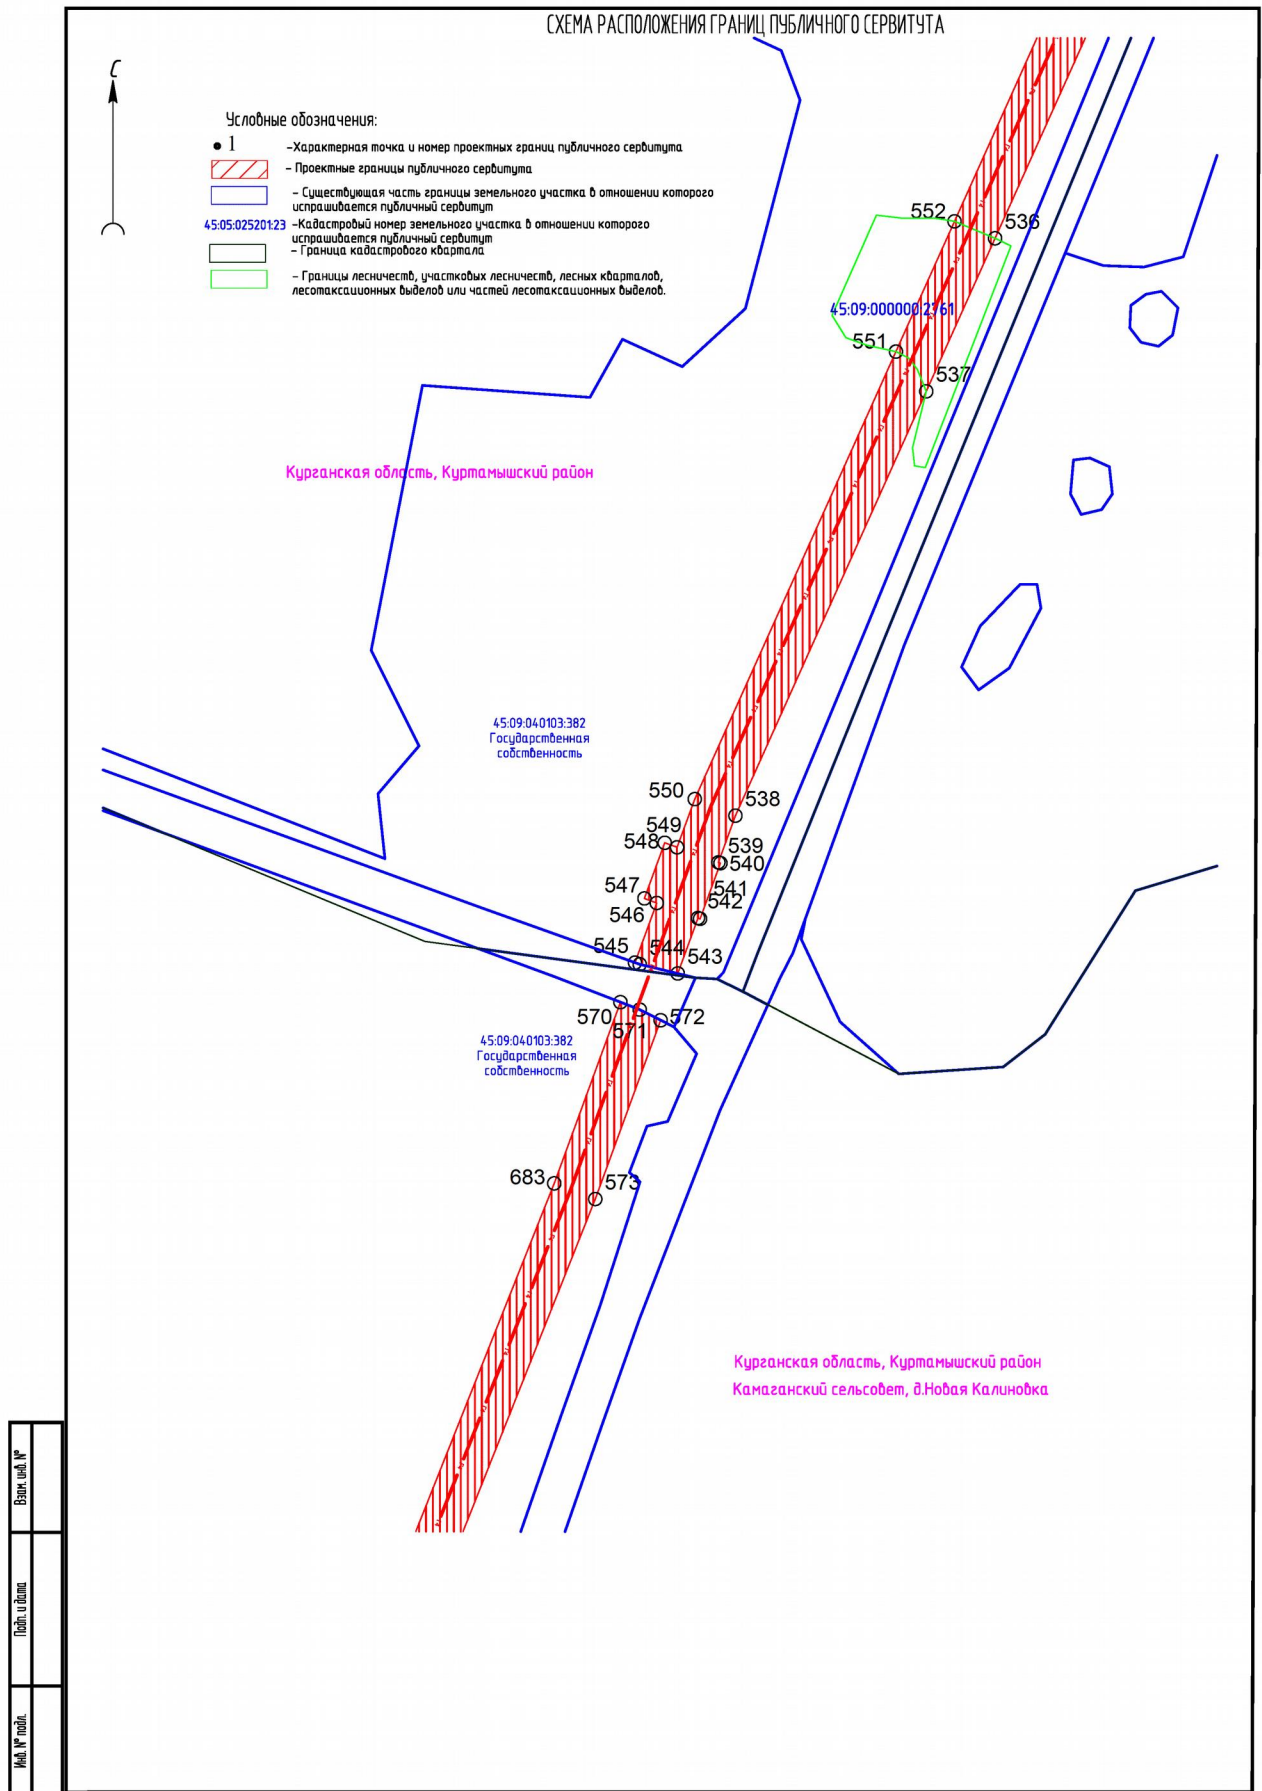 СХЕМА РАСПОЛОЖЕНИЯ ГРАНИЦ ПУБЛИЧНОГО СЕРВИТУТА
С
Условные обозначения:
1 -Характерная точка и номер проектных границ публичного сервитута
- Проектные границы публичного сервитута
- Существующая часть границы земельного участка в отношении которого
испрашивается публичный сервитут
45:05:025201:23 -Кадастровый номер земельного участка в отношении которого
испрашивается публичный сервитут
- Граница кадастрового квартала
- Границы лесничеств, участковых лесничеств, лесных кварталов,
лесотаксационных выделов или частей лесотаксационных выделов.
552
536
45:09:000000:2761
551
537
Курганская область, Куртамышский район
45:09:040103:382
Государственная
собственность
550
538
549
548
539
540
547
541
546
542
545
544
543
570
571
572
45:09:040103:382
Государственная
собственность
683
573
Курганская область, Куртамышский район
Камаганский сельсовет, д.Новая Калиновка
Взам. инв. №
Подп. и дата
Инв. № подл.